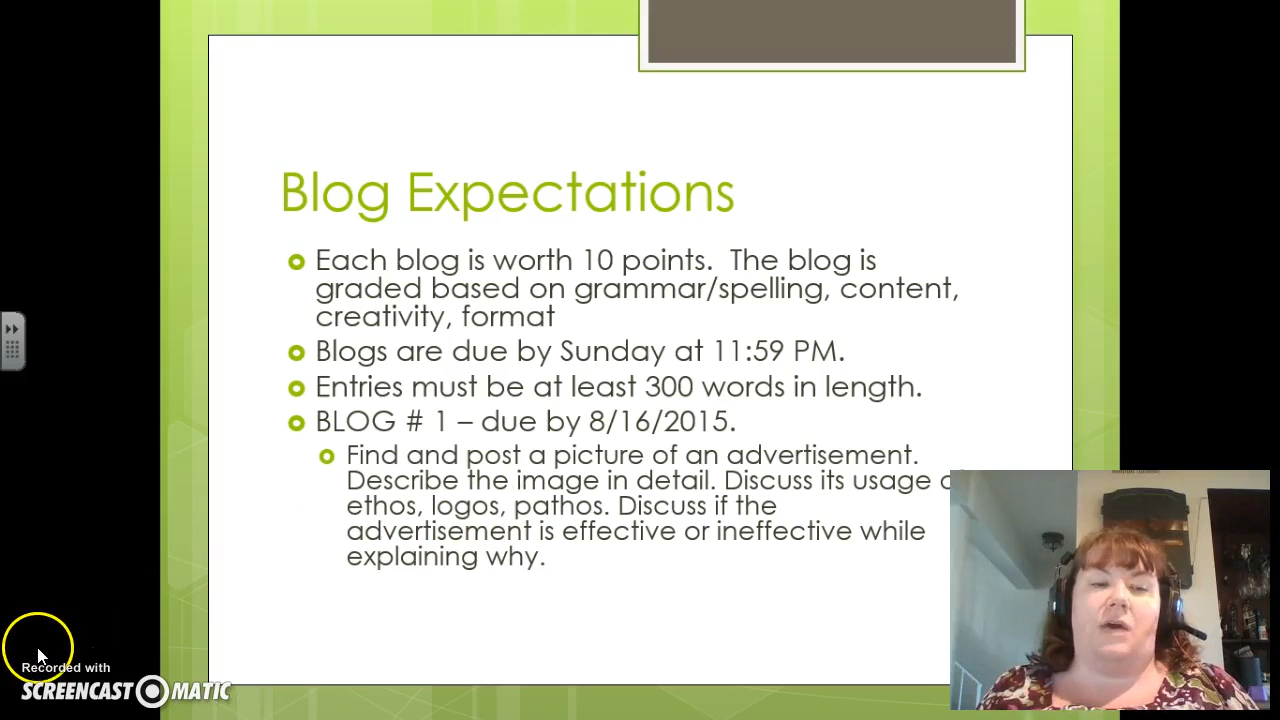 Blog Expectations
Each blog is worth 10 points.  The blog is
graded based on grammar/spelling, content,
creativity, format
Blogs are due by Sunday at 11:59 PM.
Entries must be at least 300 words in length.
BLOG # 1 – due by 8/16/2015.
Find and post a picture of an advertisement.
Describe the image in detail. Discuss its usage
ethos, logos, pathos. Discuss if the
advertisement is effective or ineffective while
explaining why.
Recorded with
SCREENCAST MATIC